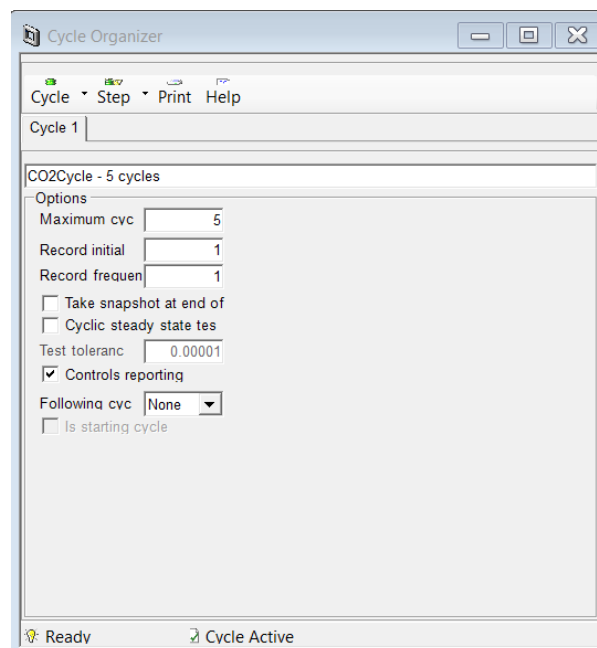 Cycle Organizer
Cycle Step Print Help
Cycle 1
CO2Cycle - 5 cycles
Options
Maximum cyc 5
Record initial 1
Record frequen 1
Take snapshot at end of
Cyclic steady state tes
Test toleranc 0.00001
Controls reporting
Following cyc None
Is starting cycle
Ready Cycle Active